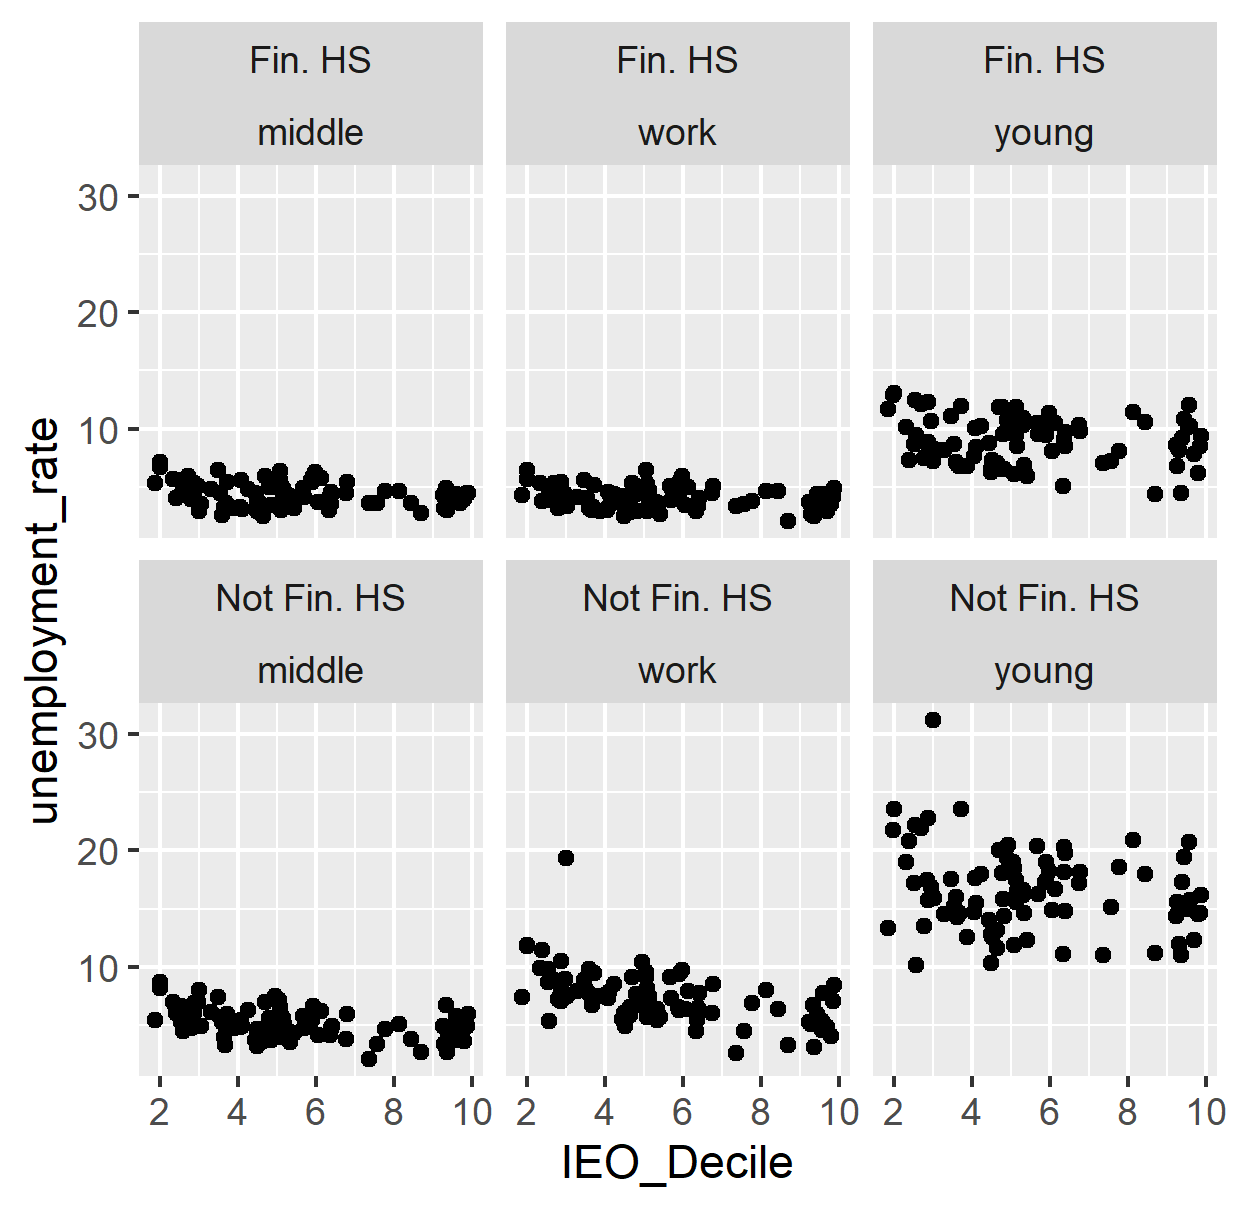 Fin. HS
middle
Fin. HS
work
Fin. HS
young
30
20
10
Not Fin. HS
middle
Not Fin. HS
work
Not Fin. HS
young
30
20
10
2 4 6 8 10
2 4 6 8 10
2 4 6 8 10
IEO_Decile
unemployment_rate